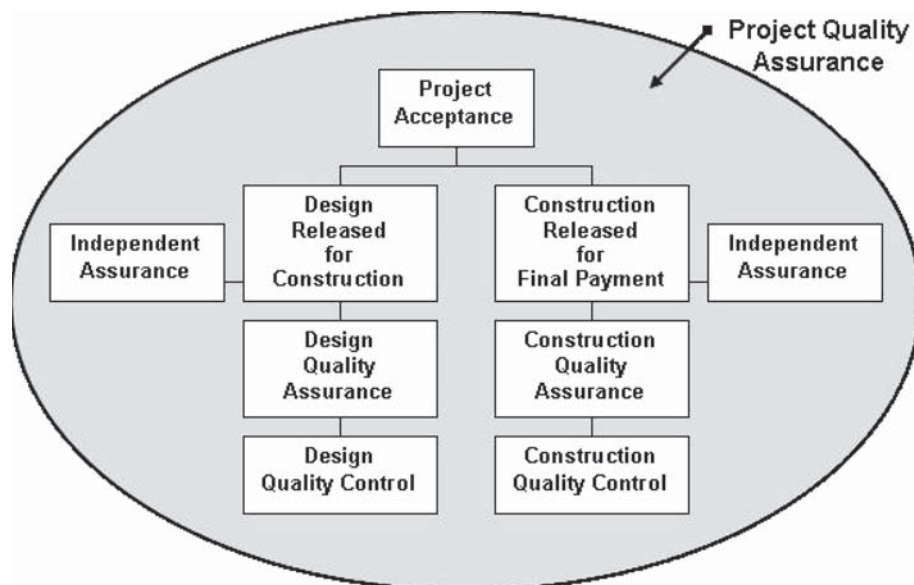 Project Quality
Assurance
Project
Acceptance
Design
Released
for
Construction
Construction
Released
for
Final Payment
Independent
Assurance
Independent
Assurance
Design
Quality
Assurance
Construction
Quality
Assurance
Design
Quality Control
Construction
Quality Control